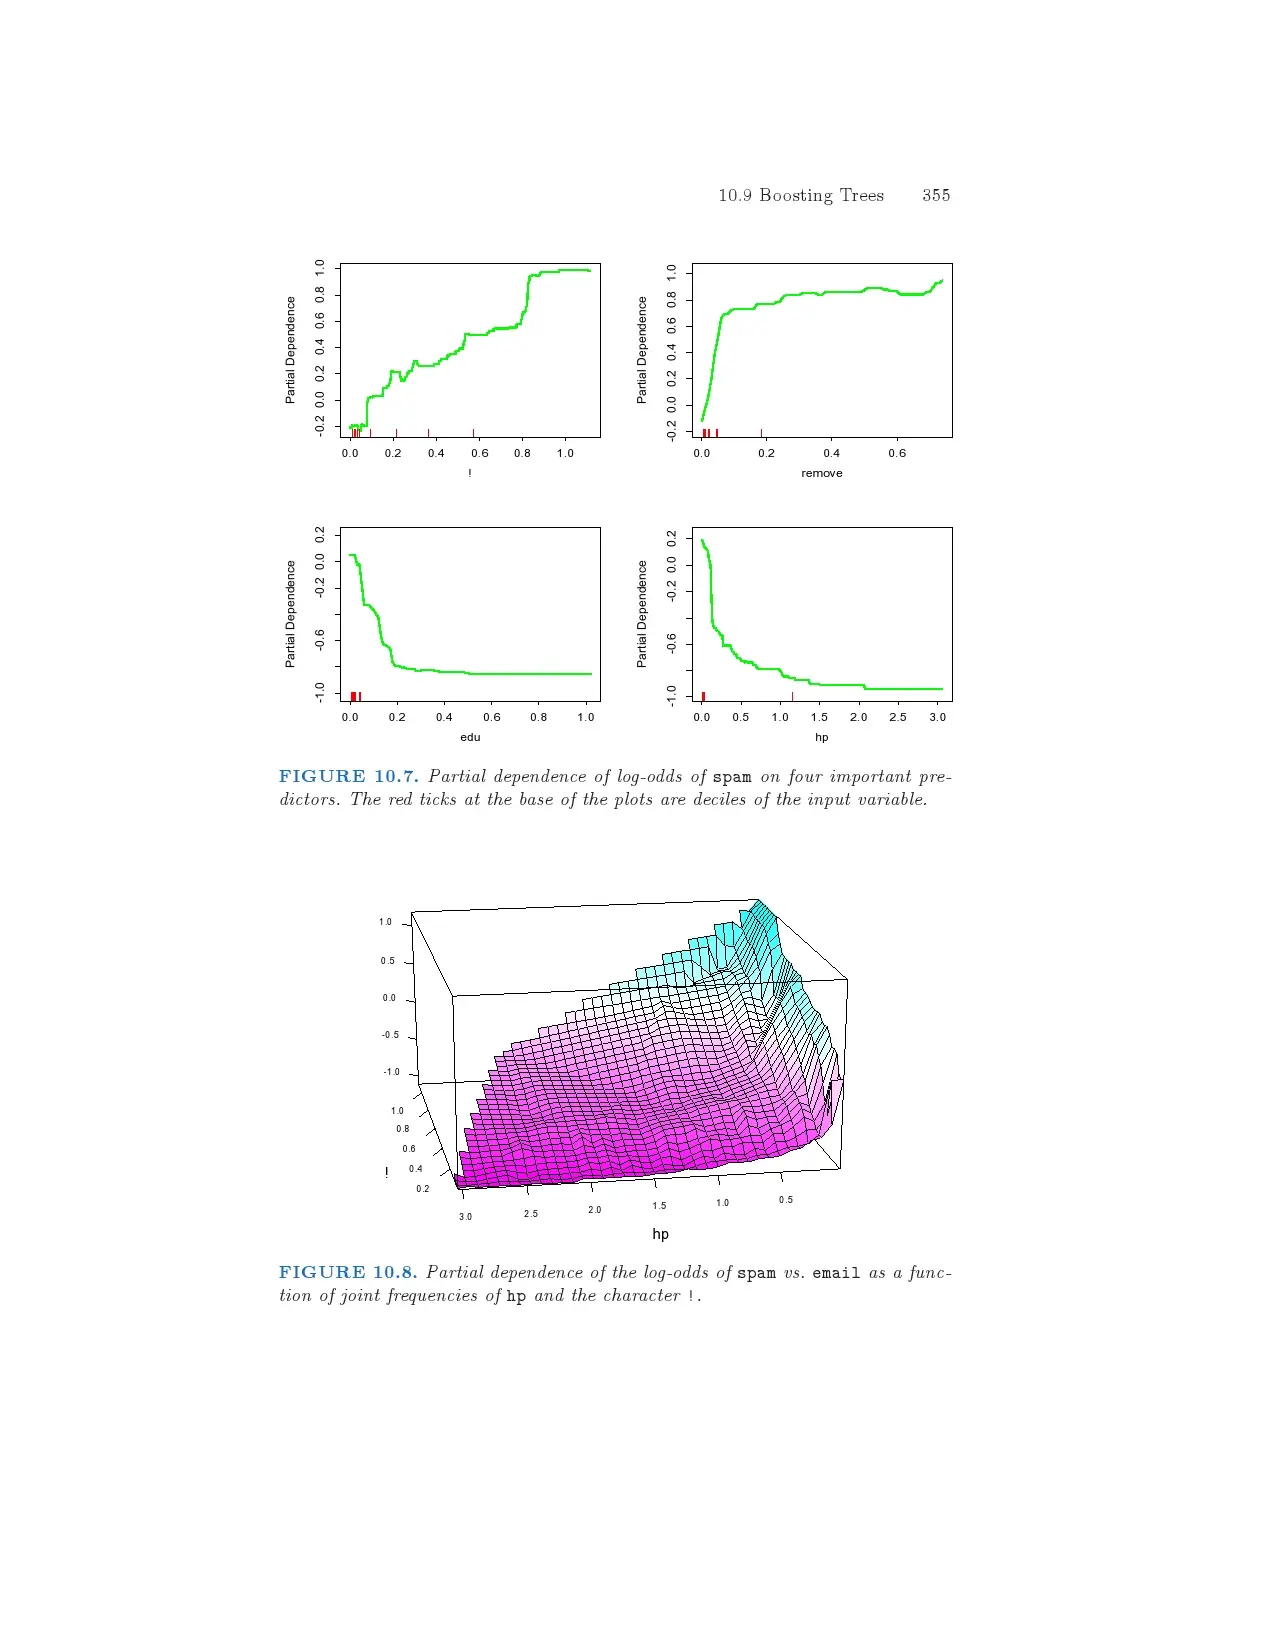 10.9 Boosting Trees 355
Partial Dependence
-0.2 0.0 0.2 0.4 0.6 0.8 1.0
0.0 0.2 0.4 0.6 0.8 1.0
!
Partial Dependence
-0.2 0.0 0.2 0.4 0.6 0.8 1.0
0.0 0.2 0.4 0.6
remove
Partial Dependence
-1.0 -0.6 -0.2 0.0 0.2
0.0 0.2 0.4 0.6 0.8 1.0
edu
Partial Dependence
-1.0 -0.6 -0.2 0.0 0.2
0.0 0.5 1.0 1.5 2.0 2.5 3.0
hp
FIGURE 10.7. Partial dependence of log-odds of spam on four important pre-
dictors. The red ticks at the base of the plots are deciles of the input variable.
1.0
0.5
0.0
-0.5
-1.0
1.0
0.8
0.6
! 0.4
0.2
3.0 2.5 2.0 1.5 1.0 0.5
hp
FIGURE 10.8. Partial dependence of the log-odds of spam vs. email as a func-
tion of joint frequencies of hp and the character !.